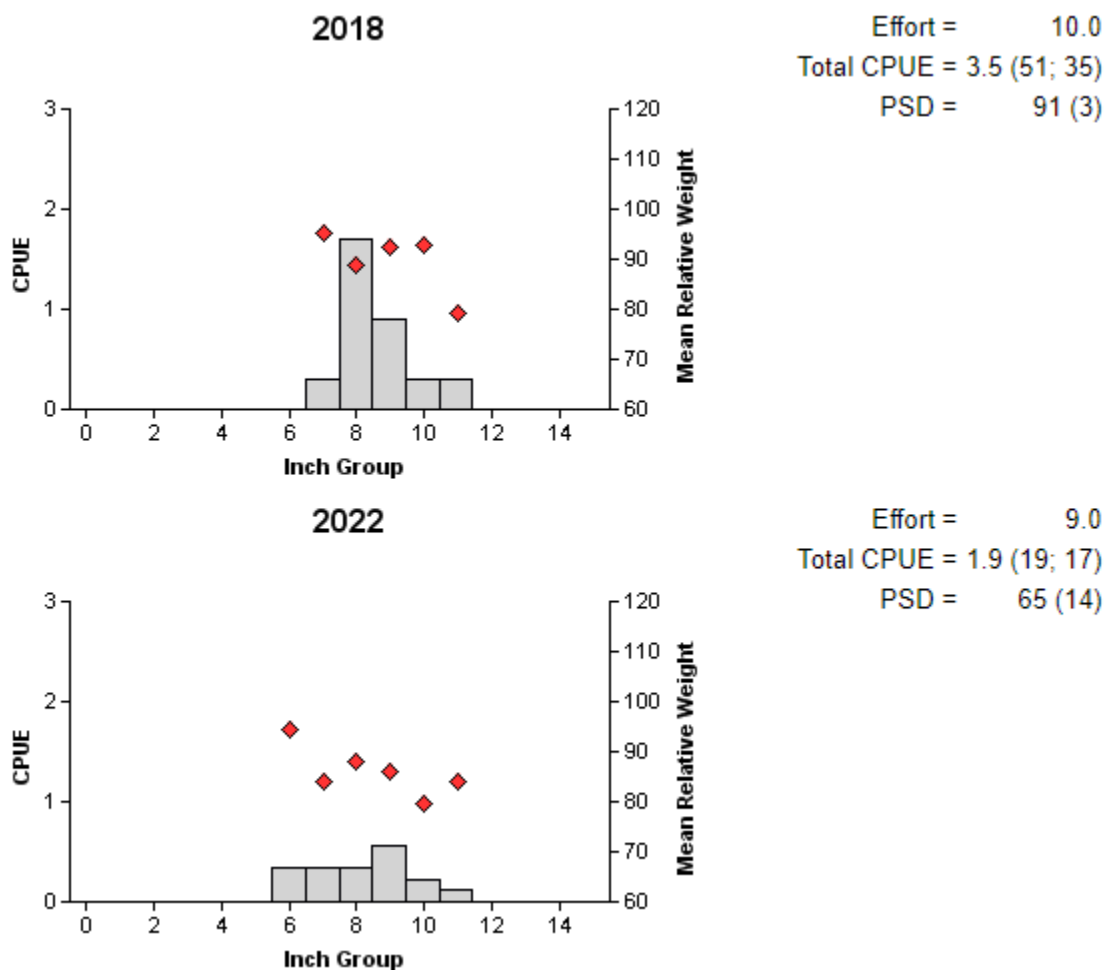 2018
Effort = 10.0
Total CPUE = 3.5 (51; 35)
PSD = 91 (3)
3
2
1
0
CPUE
120
110
100
90
80
70
60
Mean Relative Weight
0 2 4 6 8 10 12 14
Inch Group
2022
Effort = 9.0
Total CPUE = 1.9 (19; 17)
PSD = 65 (14)
3
2
1
0
CPUE
120
110
100
90
80
70
60
Mean Relative Weight
0 2 4 6 8 10 12 14
Inch Group